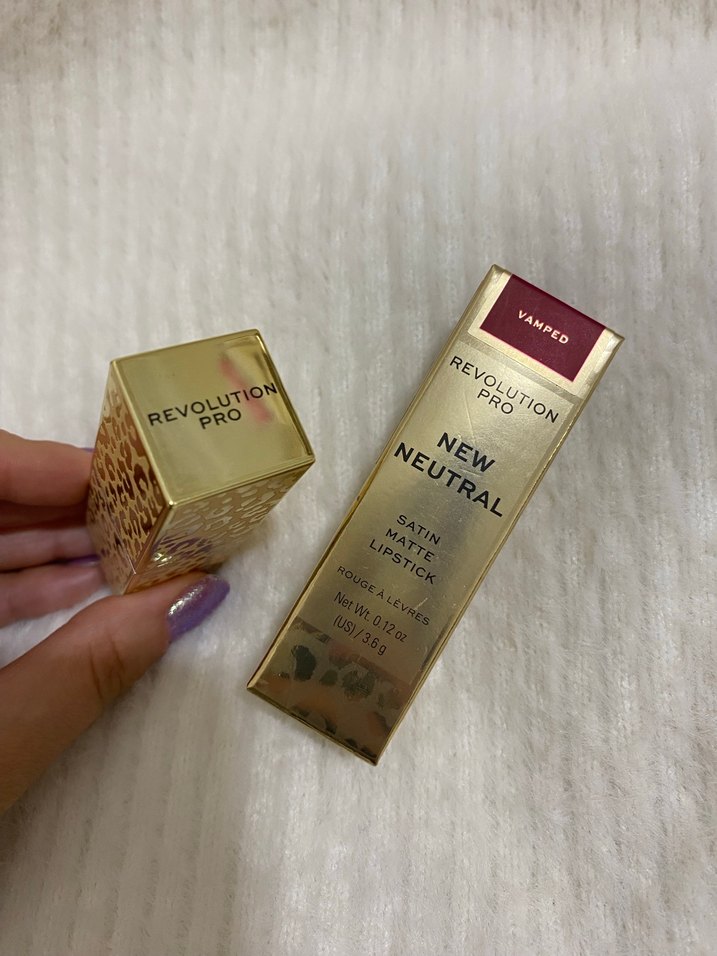 REVOLUTION
PRO
VAMPED
REVOLUTION
PRO
NEW
NEUTRAL
SATIN
MATTE
LIPSTICK
ROUGE À LÈVRES
Net Wt. 0.12 oz
(US) / 3.6 g